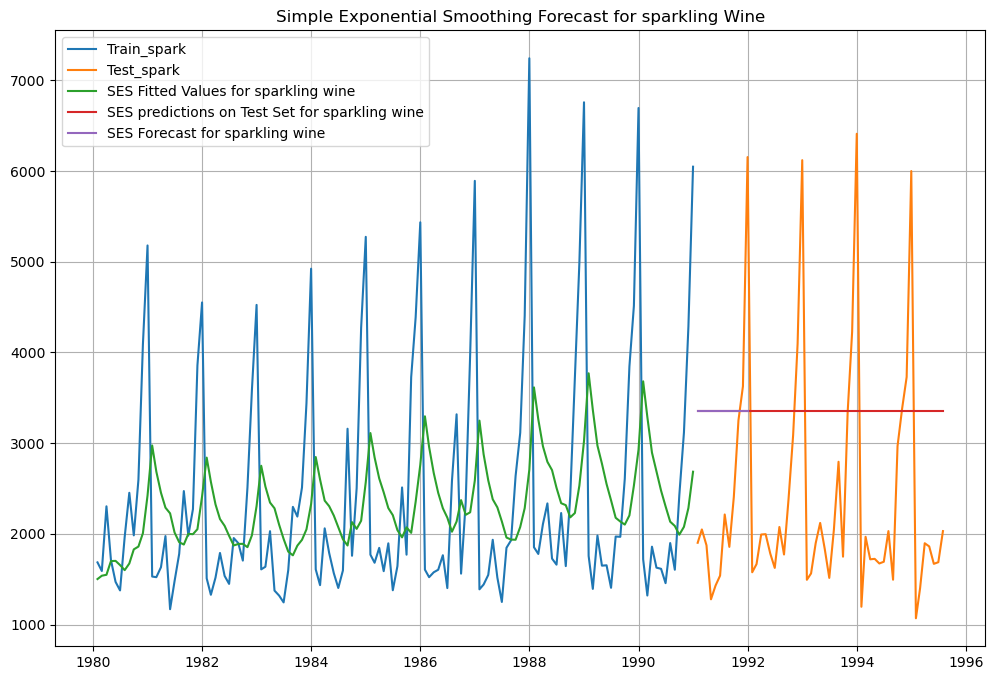 Simple Exponential Smoothing Forecast for sparkling Wine
Train_spark
Test_spark
SES Fitted Values for sparkling wine
SES predictions on Test Set for sparkling wine
SES Forecast for sparkling wine
7000
6000
5000
4000
3000
2000
1000
1980 1982 1984 1986 1988 1990 1992 1994 1996